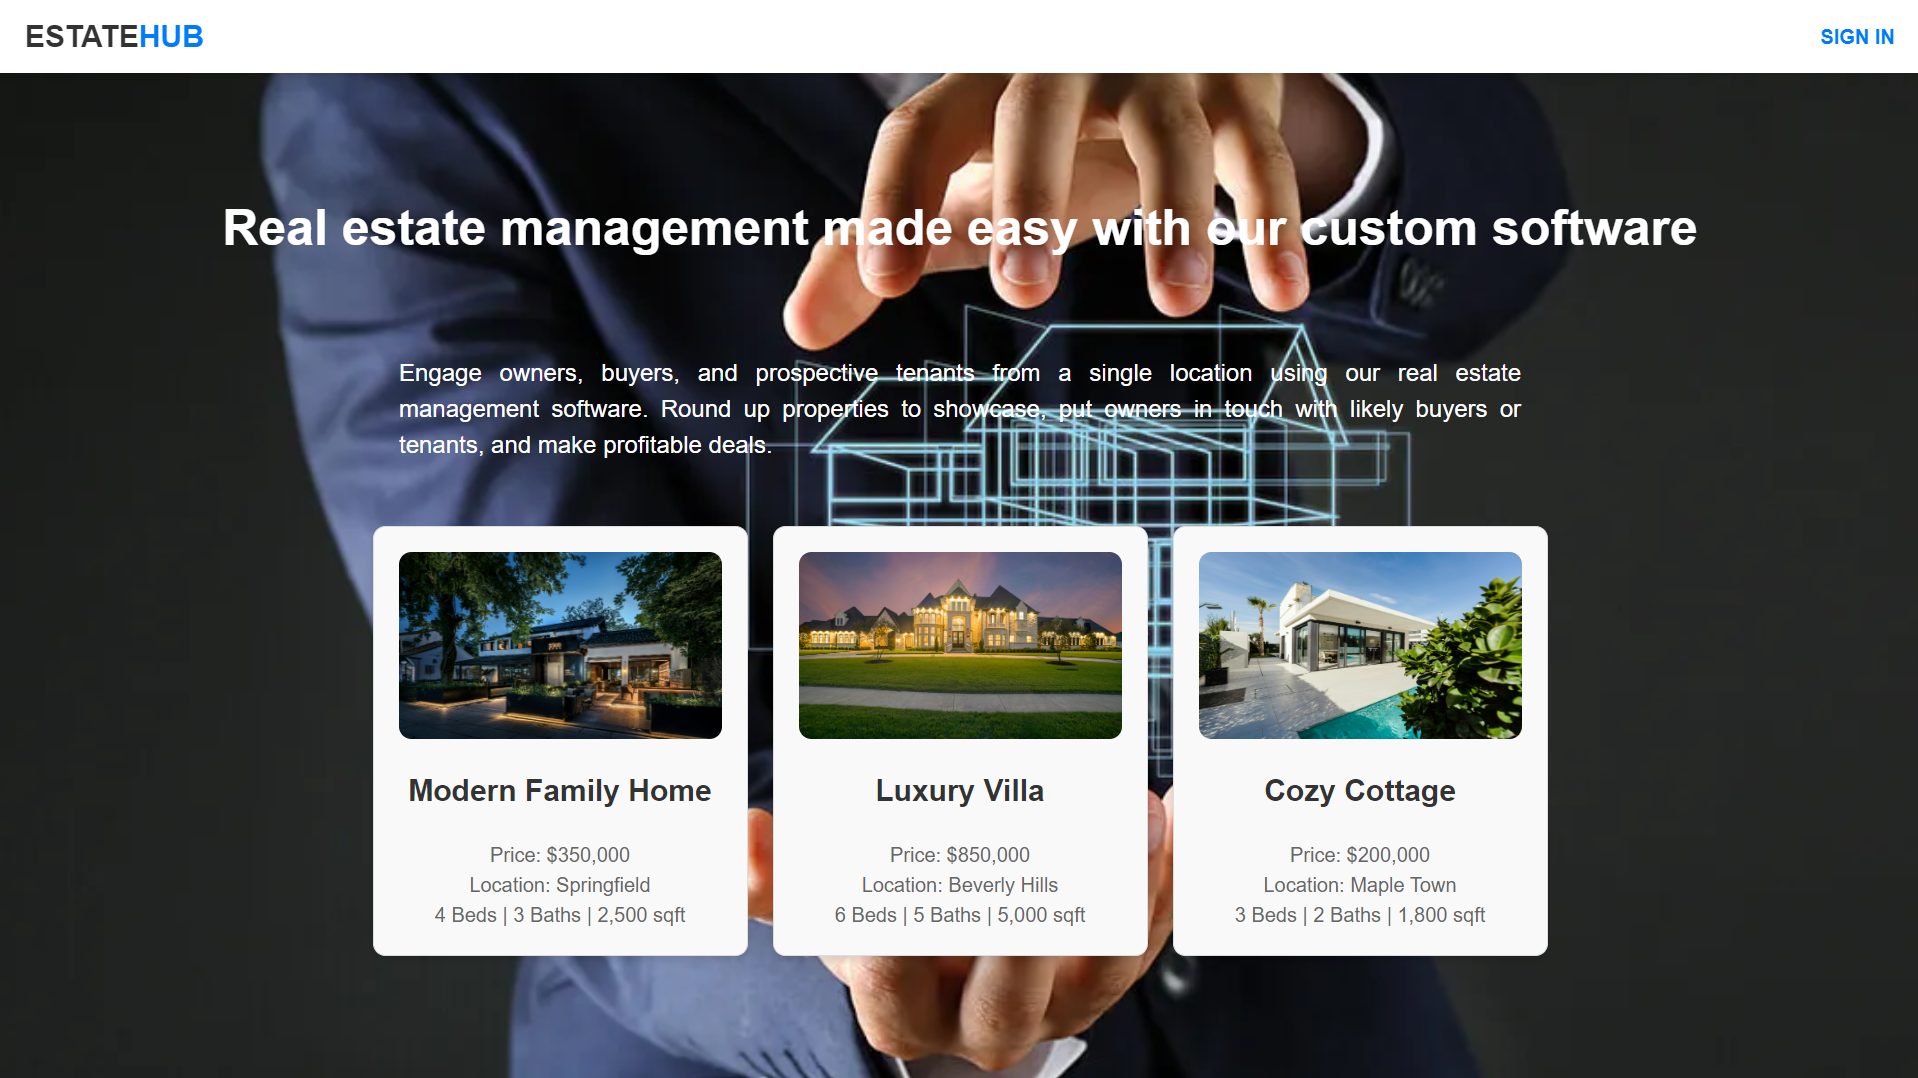 ESTATEHUB
SIGN IN
Real estate management made easy with our custom software
Engage owners, buyers, and prospective tenants from a single location using our real estate
management software. Round up properties to showcase, put owners in touch with likely buyers or
tenants, and make profitable deals.
Modern Family Home
Price: $350,000
Location: Springfield
4 Beds | 3 Baths | 2,500 sqft
Luxury Villa
Price: $850,000
Location: Beverly Hills
6 Beds | 5 Baths | 5,000 sqft
Cozy Cottage
Price: $200,000
Location: Maple Town
3 Beds | 2 Baths | 1,800 sqft